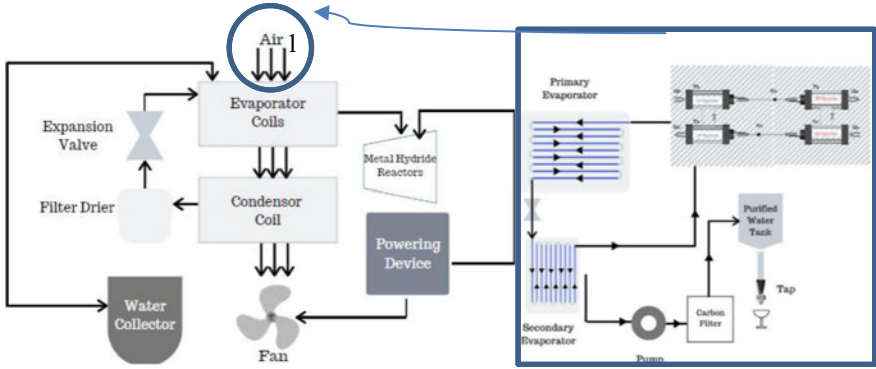 Air 1
Evaporator
Coils
Expansion
Valve
Metal Hydride
Reactors
Filter Drier
Condensor
Coil
Powering
Device
Water
Collector
Fan
Primary
Evaporator
Purified
Water
Tank
Tap
Carbon
Filter
Secondary
Evaporator
Pump